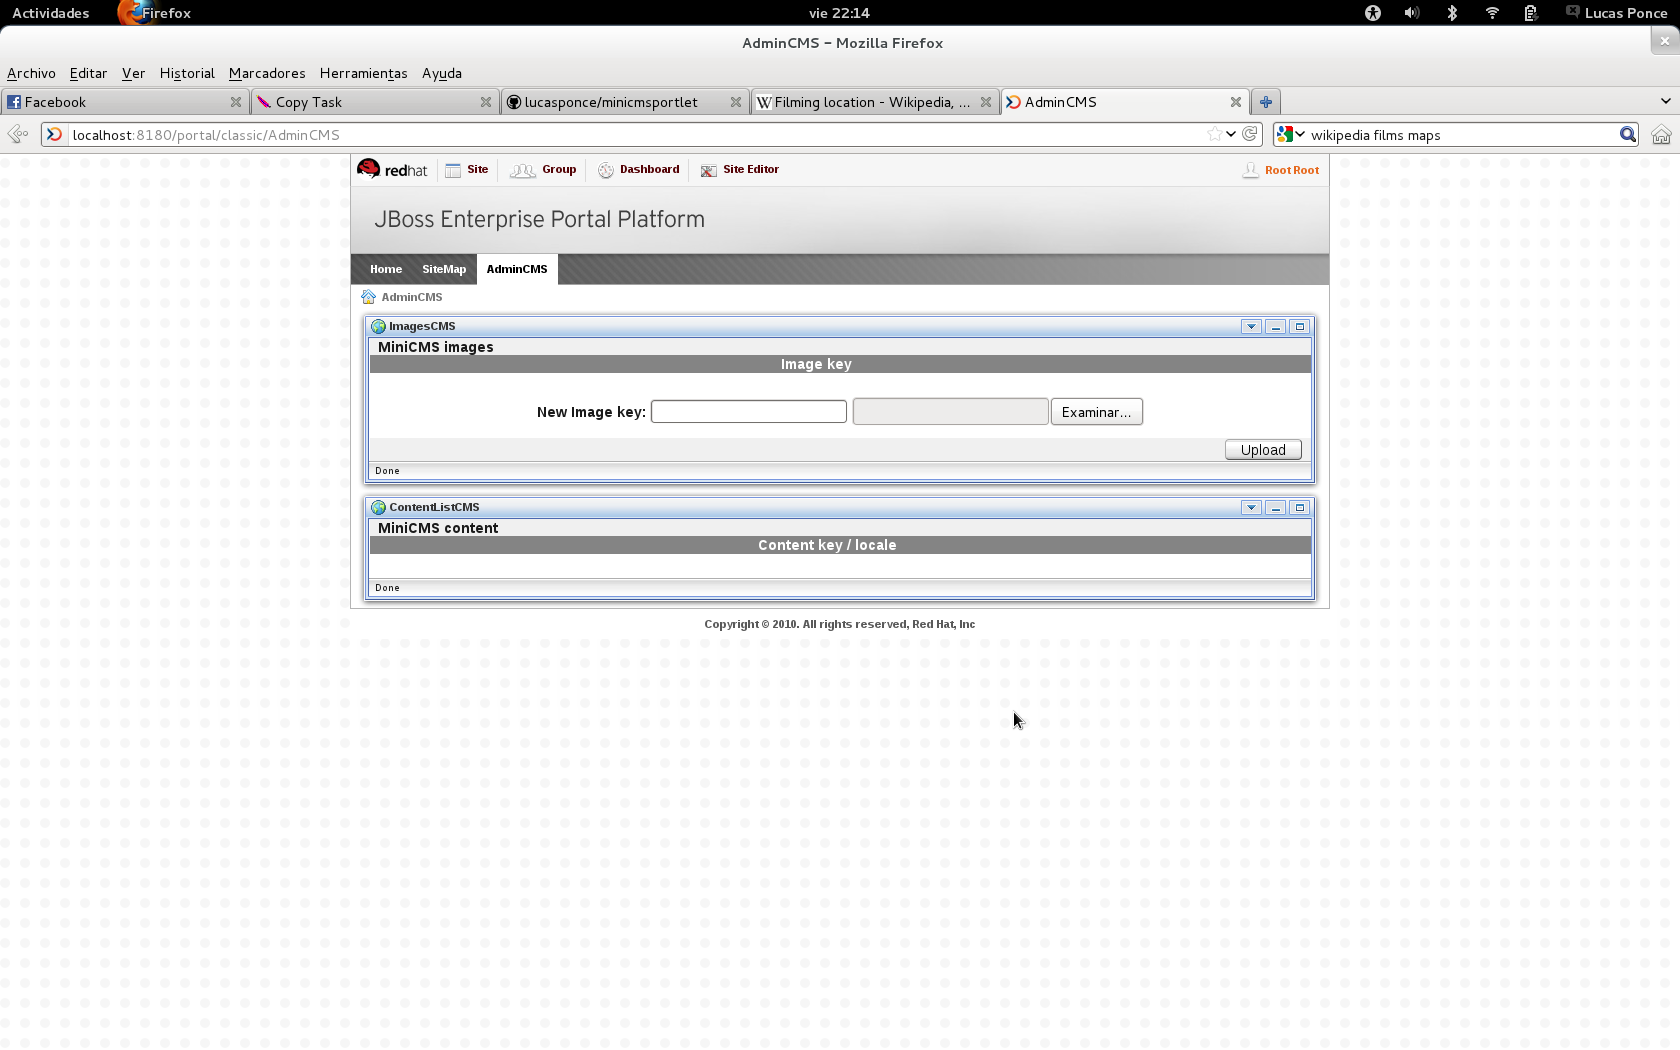 Actividades Firefox vie 22:14 Lucas Ponce
AdminCMS - Mozilla Firefox
Archivo Editar Ver Historial Marcadores Herramientas Ayuda
Facebook Copy Task lucasponce/minicmsportlet Filming location - Wikipedia, ... AdminCMS
localhost:8180/portal/classic/AdminCMS wikipedia films maps
redhat Site Group Dashboard Site Editor Root Root
JBoss Enterprise Portal Platform
Home SiteMap AdminCMS
AdminCMS
ImagesCMS
MiniCMS images
Image key
New Image key: Examinar...
Upload
Done
ContentListCMS
MiniCMS content
Content key / locale
Done
Copyright © 2010. All rights reserved, Red Hat, Inc